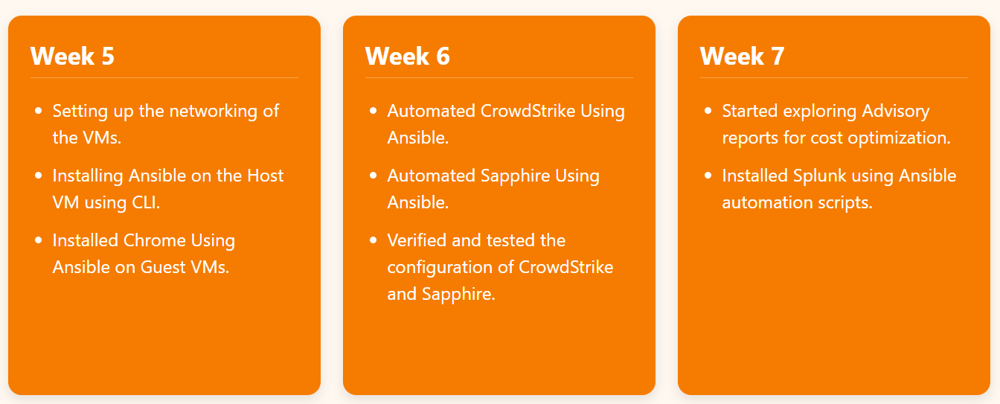 Week 5
Setting up the networking of
the VMs.
Installing Ansible on the Host
VM using CLI.
Installed Chrome Using
Ansible on Guest VMs.
Week 6
Automated CrowdStrike Using
Ansible.
Automated Sapphire Using
Ansible.
Verified and tested the
configuration of CrowdStrike
and Sapphire.
Week 7
Started exploring Advisory
reports for cost optimization.
Installed Splunk using Ansible
automation scripts.